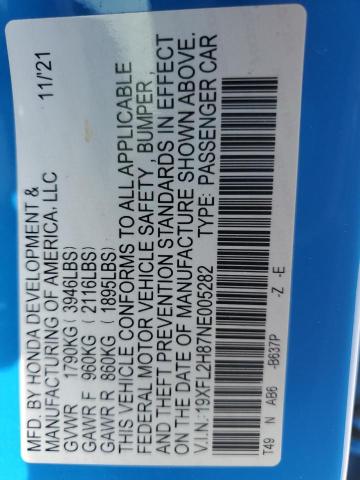 MFD. BY HONDA DEVELOPMENT &
MANUFACTURING OF AMERICA, LLC 11/'21
GVWR 1790KG (3946LBS)
GAWR F 960KG (2116LBS)
GAWR R 860KG (1895LBS)
THIS VEHICLE CONFORMS TO ALL APPLICABLE
FEDERAL MOTOR VEHICLE SAFETY, BUMPER,
AND THEFT PREVENTION STANDARDS IN EFFECT
ON THE DATE OF MANUFACTURE SHOWN ABOVE.
V.I.N:19XFL2H87NE005282 TYPE: PASSENGER CAR
T49 N AB6 -B637P -Z -E